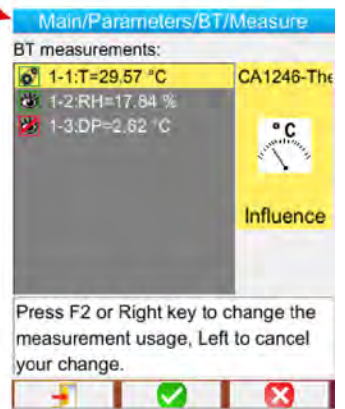 Main/Parameters/BT/Measure
BT measurements:
1-1:T=29.57 °C
CA1246-The
1-2:RH=17.84 %
1-3:DP=2.62 °C
°C
Influence
Press F2 or Right key to change the
measurement usage, Left to cancel
your change.